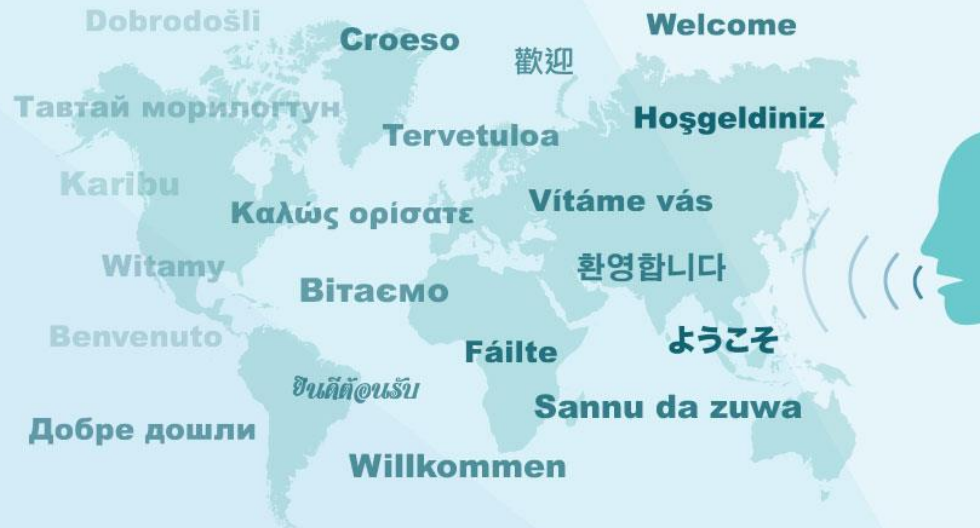 Dobrodošli
Welcome
Croeso
歡迎
Тавтай морилогтун
Hoşgeldiniz
Tervetuloa
Karibu
Vítáme vás
Καλώς ορίσατε
Witamy
환영합니다
Вітаємо
Benvenuto
ようこそ
Fáilte
ยินดีต้อนรับ
Sannu da zuwa
Добре дошли
Willkommen